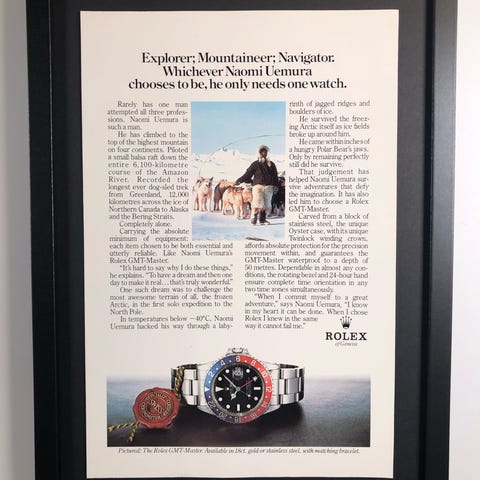 Explorer; Mountaineer; Navigator.
Whichever Naomi Uemura
chooses to be, he only needs one watch.
Rarely has one man
attempted all three profes-
sions. Naomi Uemura is
such a man.
He has climbed to
the top of the highest mountain
on four continents. Piloted
a small balsa raft down the
entire 6,100-kilometre
course of the Amazon
River. Recorded the
longest ever dog-sled trek
from Greenland, 12,000
kilometres across the ice of
Northern Canada to Alaska
and the Bering Straits.
Completely alone.
Carrying the absolute
minimum of equipment:
each item chosen to be both essential and
utterly reliable. Like Naomi Uemura's
Rolex GMT-Master.
"It's hard to say why I do these things,"
he explains. "To have a dream and then one
day to make it real...that's truly wonderful."
One such dream was to challenge the
most awesome terrain of all, the frozen
Arctic, in the first solo expedition to the
North Pole.
In temperatures below −40°C, Naomi
Uemura hacked his way through a laby-
rinth of jagged ridges and
boulders of ice.
He survived the freez-
ing Arctic itself as ice fields
broke up around him.
He came within inches of
a hungry Polar Bear's jaws.
Only by remaining perfectly
still did he survive.
That judgement has
helped Naomi Uemura sur-
vive adventures that defy
the imagination. It has also
led him to choose a Rolex
GMT-Master.
Carved from a block of
stainless steel, the unique
Oyster case, with its unique
Twinlock winding crown,
affords absolute protection for the precision
movement within, and guarantees the
GMT-Master waterproof to a depth of
50 metres. Dependable in almost any con-
ditions, the rotating bezel and 24-hour hand
ensure complete time orientation in any
two time zones simultaneously.
"When I commit myself to a great
adventure," says Naomi Uemura, "I know
in my heart it can be done. When I chose
Rolex I knew in the same
way it cannot fail me."
ROLEX
of Geneva
Pictured: The Rolex GMT-Master. Available in 18ct. gold or stainless steel, with matching bracelet.